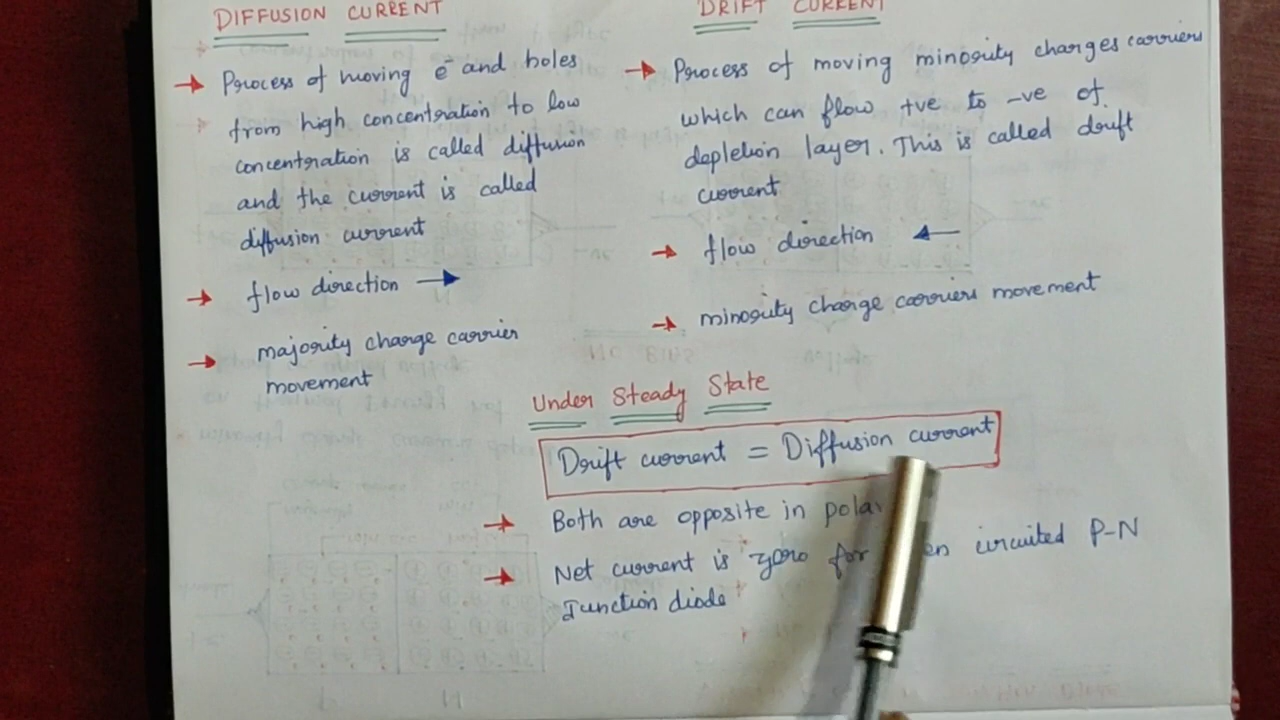 DIFFUSION CURRENT
→ Process of moving e⁻ and holes
from high concentration to low
concentration is called diffusion
and the current is called
diffusion current
→ flow direction →
→ majority charge carrier
movement
DRIFT CURRENT
→ Process of moving minority charges carriers
which can flow +ve to -ve of
depletion layer. This is called drift
current
→ flow direction ←
→ minority charge carriers movement
Under Steady State
Drift current = Diffusion current
→ Both are opposite in
→ Net current is zero for circuited P-N
Junction diode